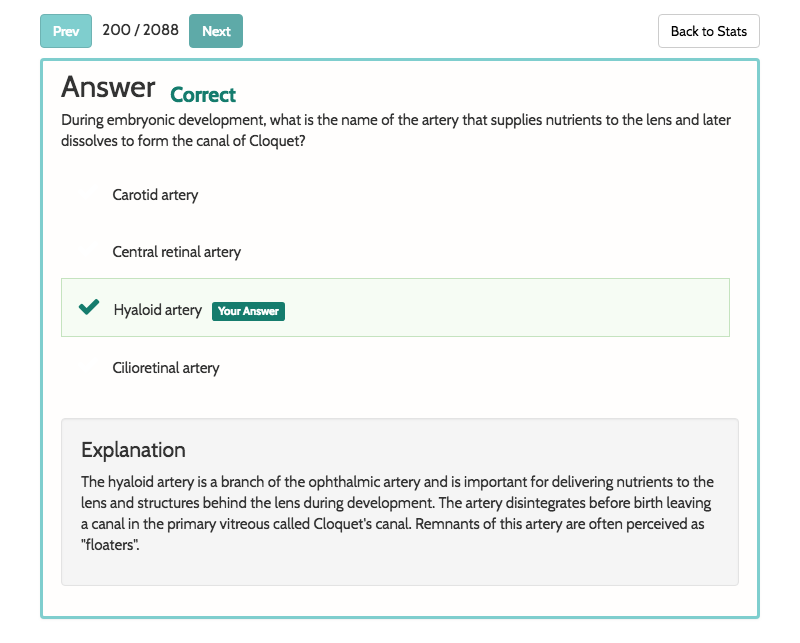 Prev 200 / 2088 Next Back to Stats
Answer Correct
During embryonic development, what is the name of the artery that supplies nutrients to the lens and later
dissolves to form the canal of Cloquet?
Carotid artery
Central retinal artery
Hyaloid artery Your Answer
Cilioretinal artery
Explanation
The hyaloid artery is a branch of the ophthalmic artery and is important for delivering nutrients to the
lens and structures behind the lens during development. The artery disintegrates before birth leaving
a canal in the primary vitreous called Cloquet's canal. Remnants of this artery are often perceived as
"floaters".